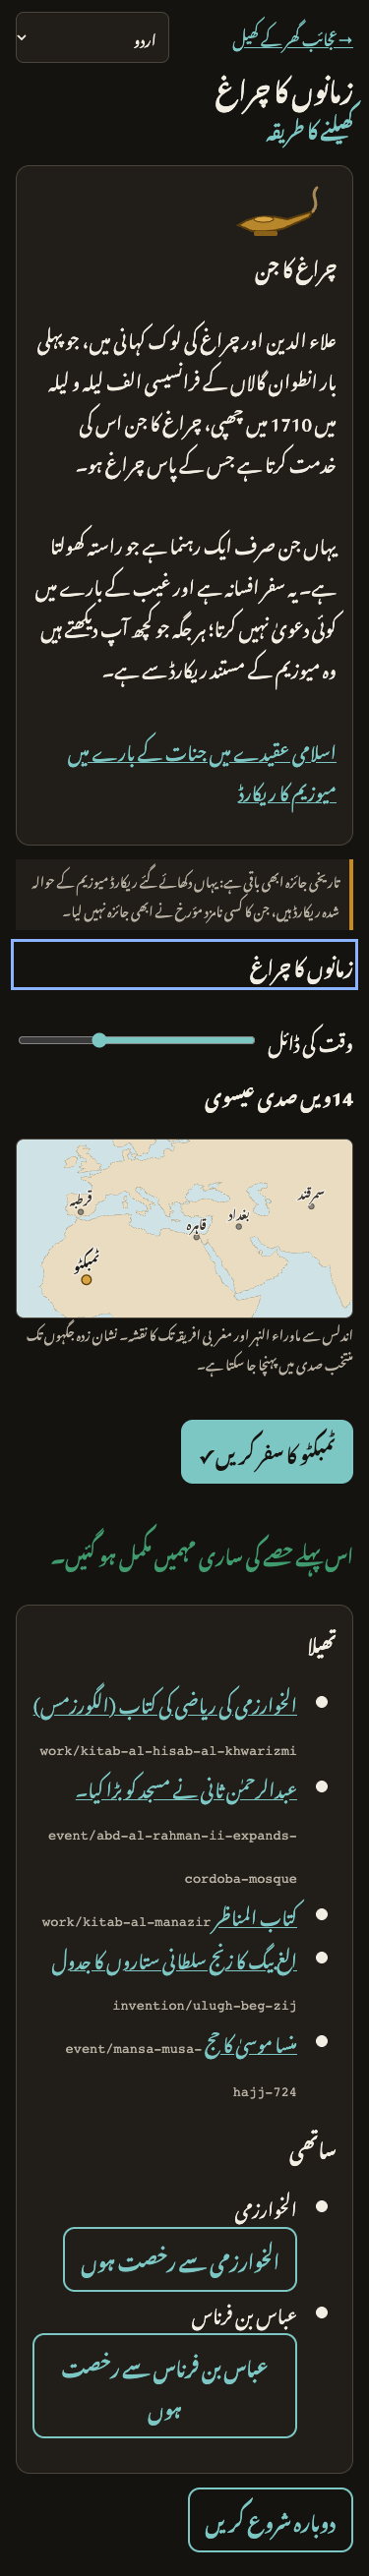 →عجائب گھر کے کھیل
اردو
زمانوں کا چراغ
کھیلنے کا طریقہ
چراغ کا جن
علاء الدین اور چراغ کی لوک کہانی میں، جو پہلی
بار انطوان گالاں کے فرانسیسی الف لیلہ و لیلہ
میں 1710 میں چھپی، چراغ کا جن اس کی
خدمت کرتا ہے جس کے پاس چراغ ہو۔
یہاں جن صرف ایک رہنما ہے جو راستہ کھولتا
ہے۔ یہ سفر افسانہ ہے اور غیب کے بارے میں
کوئی دعویٰ نہیں کرتا؛ ہر جگہ جو کچھ آپ دیکھتے ہیں
وہ میوزیم کے مستند ریکارڈ سے ہے۔
اسلامی عقیدے میں جنات کے بارے میں
میوزیم کا ریکارڈ
تاریخی جائزہ ابھی باقی ہے: یہاں دکھائے گئے ریکارڈ میوزیم کے حوالہ
شدہ ریکارڈ ہیں، جن کا کسی نامزد مؤرخ نے ابھی جائزہ نہیں لیا۔
زمانوں کا چراغ
وقت کی ڈائل
14ویں صدی عیسوی
سمرقند
قرطبہ
بغداد
قاہرہ
ٹمبکٹو
اندلس سے ماوراء النہر اور مغربی افریقہ تک کا نقشہ۔ نشان زدہ جگہوں تک
منتخب صدی میں پہنچا جا سکتا ہے۔
ٹمبکٹو کا سفر کریں ✓
اس پہلے حصے کی ساری مہمیں مکمل ہو گئیں۔
تھیلا
الخوارزمی کی ریاضی کی کتاب (الگورزمس)
work/kitab-al-hisab-al-khwarizmi
عبدالرحمٰن ثانی نے مسجد کو بڑا کیا۔
event/abd-al-rahman-ii-expands-
cordoba-mosque
کتاب المناظر work/kitab-al-manazir
الغ بیگ کا زیج سلطانی ستاروں کا جدول
invention/ulugh-beg-zij
منسا موسیٰ کا حج event/mansa-musa-
hajj-724
ساتھی
الخوارزمی
الخوارزمی سے رخصت ہوں
عباس بن فرناس
عباس بن فرناس سے رخصت
ہوں
دوبارہ شروع کریں